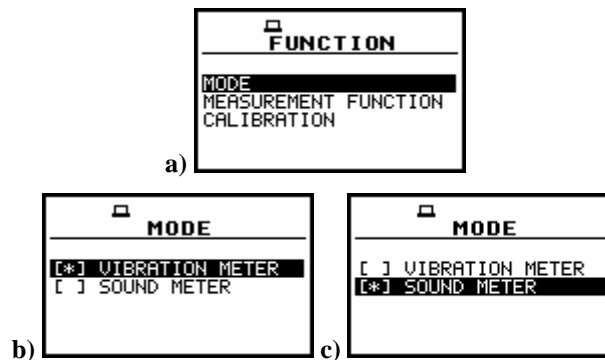 FUNCTION
MODE
MEASUREMENT FUNCTION
CALIBRATION
a)
MODE
[*] VIBRATION METER
[ ] SOUND METER
b)
MODE
[ ] VIBRATION METER
[*] SOUND METER
c)